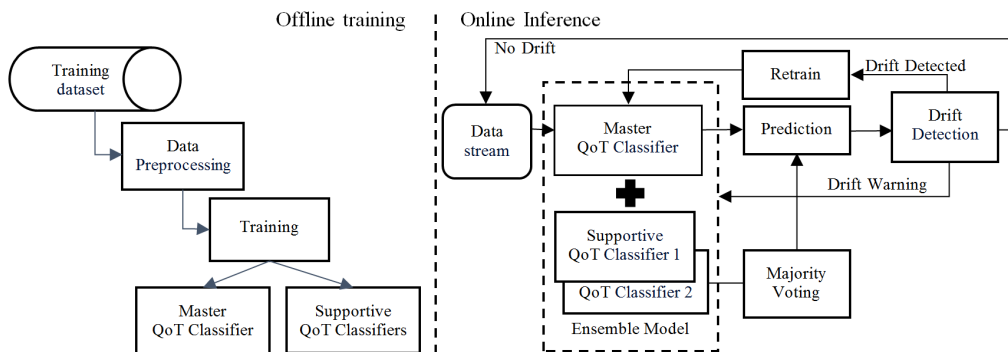 Offline training
Online Inference
Training
dataset
Data
Preprocessing
Training
Master
QoT Classifier
Supportive
QoT Classifiers
No Drift
Data
stream
Master
QoT Classifier
Supportive
QoT Classifier 1
QoT Classifier 2
Ensemble Model
Retrain
Drift Detected
Prediction
Drift
Detection
Drift Warning
Majority
Voting